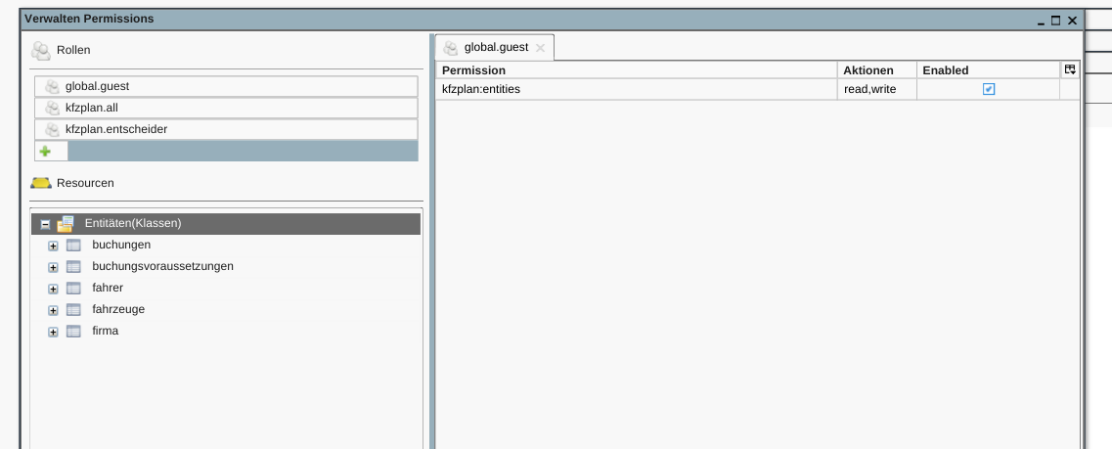 Verwalten Permissions
Rollen
global.guest
kfzplan.all
kfzplan.entscheider
Resourcen
Entitäten(Klassen)
buchungen
buchungsvoraussetzungen
fahrer
fahrzeuge
firma
global.guest
Permission Aktionen Enabled
kfzplan:entities read,write